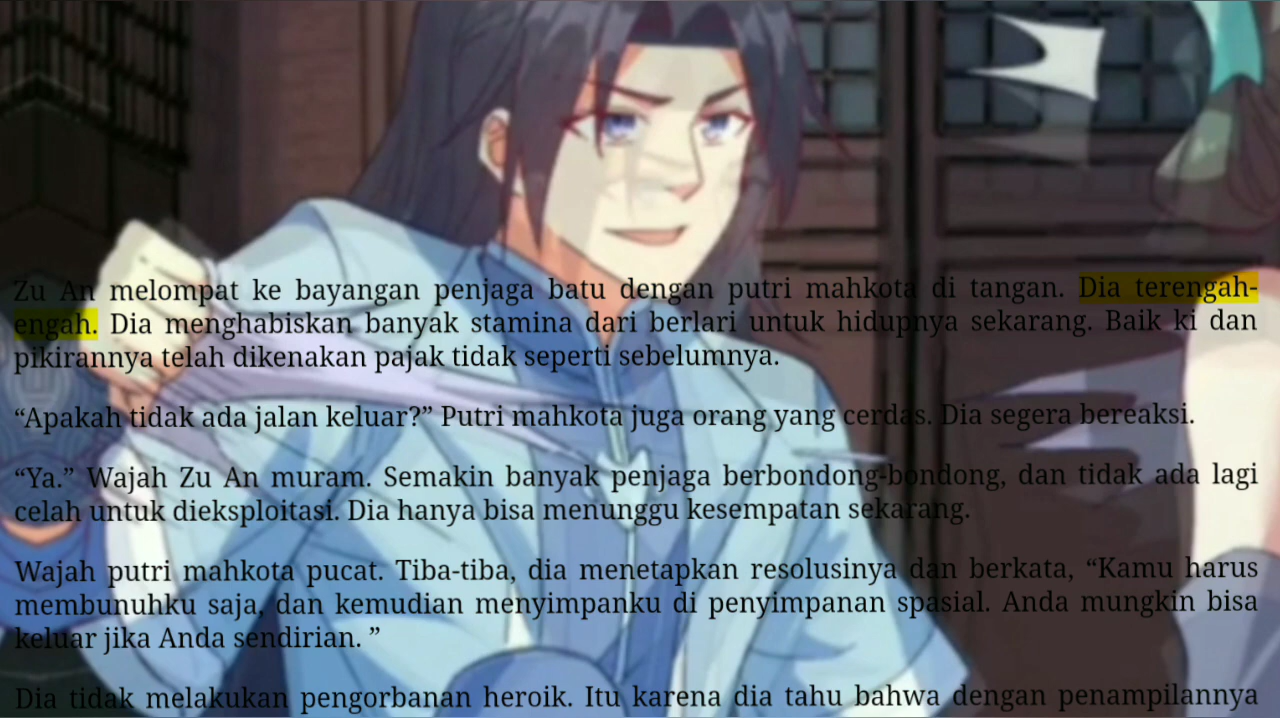 Zu An melompat ke bayangan penjaga batu dengan putri mahkota di tangan. Dia terengah-
engah. Dia menghabiskan banyak stamina dari berlari untuk hidupnya sekarang. Baik ki dan
pikirannya telah dikenakan pajak tidak seperti sebelumnya.
“Apakah tidak ada jalan keluar?” Putri mahkota juga orang yang cerdas. Dia segera bereaksi.
“Ya.” Wajah Zu An muram. Semakin banyak penjaga berbondong-bondong, dan tidak ada lagi
celah untuk dieksploitasi. Dia hanya bisa menunggu kesempatan sekarang.
Wajah putri mahkota pucat. Tiba-tiba, dia menetapkan resolusinya dan berkata, “Kamu harus
membunuhku saja, dan kemudian menyimpanku di penyimpanan spasial. Anda mungkin bisa
keluar jika Anda sendirian. ”
Dia tidak melakukan pengorbanan heroik. Itu karena dia tahu bahwa dengan penampilannya